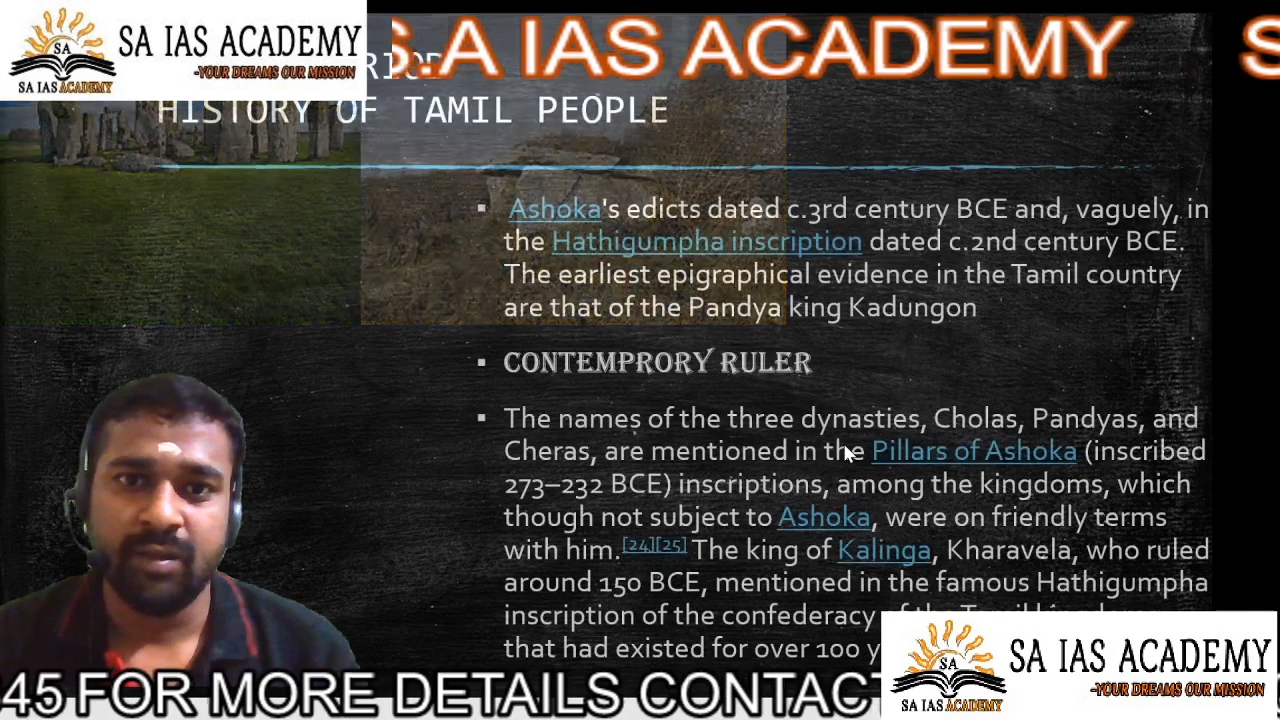 SA
SA IAS ACADEMY
-YOUR DREAMS OUR MISSION
SA IAS ACADEMY
S.A IAS ACADEMY S
HISTORY OF TAMIL PEOPLE
Ashoka's edicts dated c.3rd century BCE and, vaguely, in
the Hathigumpha inscription dated c.2nd century BCE.
The earliest epigraphical evidence in the Tamil country
are that of the Pandya king Kadungon
CONTEMPRORY RULER
The names of the three dynasties, Cholas, Pandyas, and
Cheras, are mentioned in the Pillars of Ashoka (inscribed
273–232 BCE) inscriptions, among the kingdoms, which
though not subject to Ashoka, were on friendly terms
with him.[24][25] The king of Kalinga, Kharavela, who ruled
around 150 BCE, mentioned in the famous Hathigumpha
inscription of the confederacy
that had existed for over 100 y
SA
SA IAS ACADEMY
-YOUR DREAMS OUR MISSION
SA IAS ACADEMY
45 FOR MORE DETAILS CONTACT